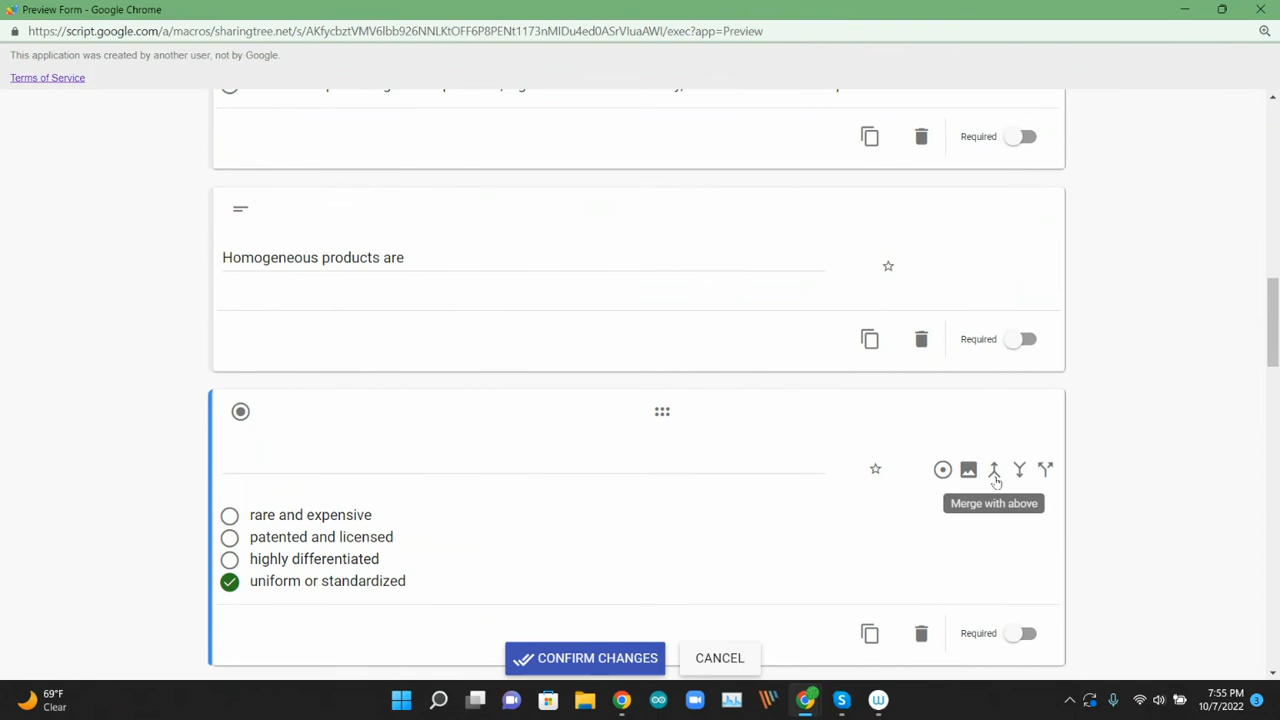 Preview Form - Google Chrome
https://script.google.com/a/macros/sharingtree.net/s/AKfycbztVMV6lbb926NNLKtOFF6P8PENt1173nMIDu4ed0ASrVIuaAWI/exec?app=Preview
This application was created by another user, not by Google.
Terms of Service
Required
Homogeneous products are
Required
Merge with above
rare and expensive
patented and licensed
highly differentiated
uniform or standardized
Required
CONFIRM CHANGES
CANCEL
69°F
Clear
7:55 PM
10/7/2022
3